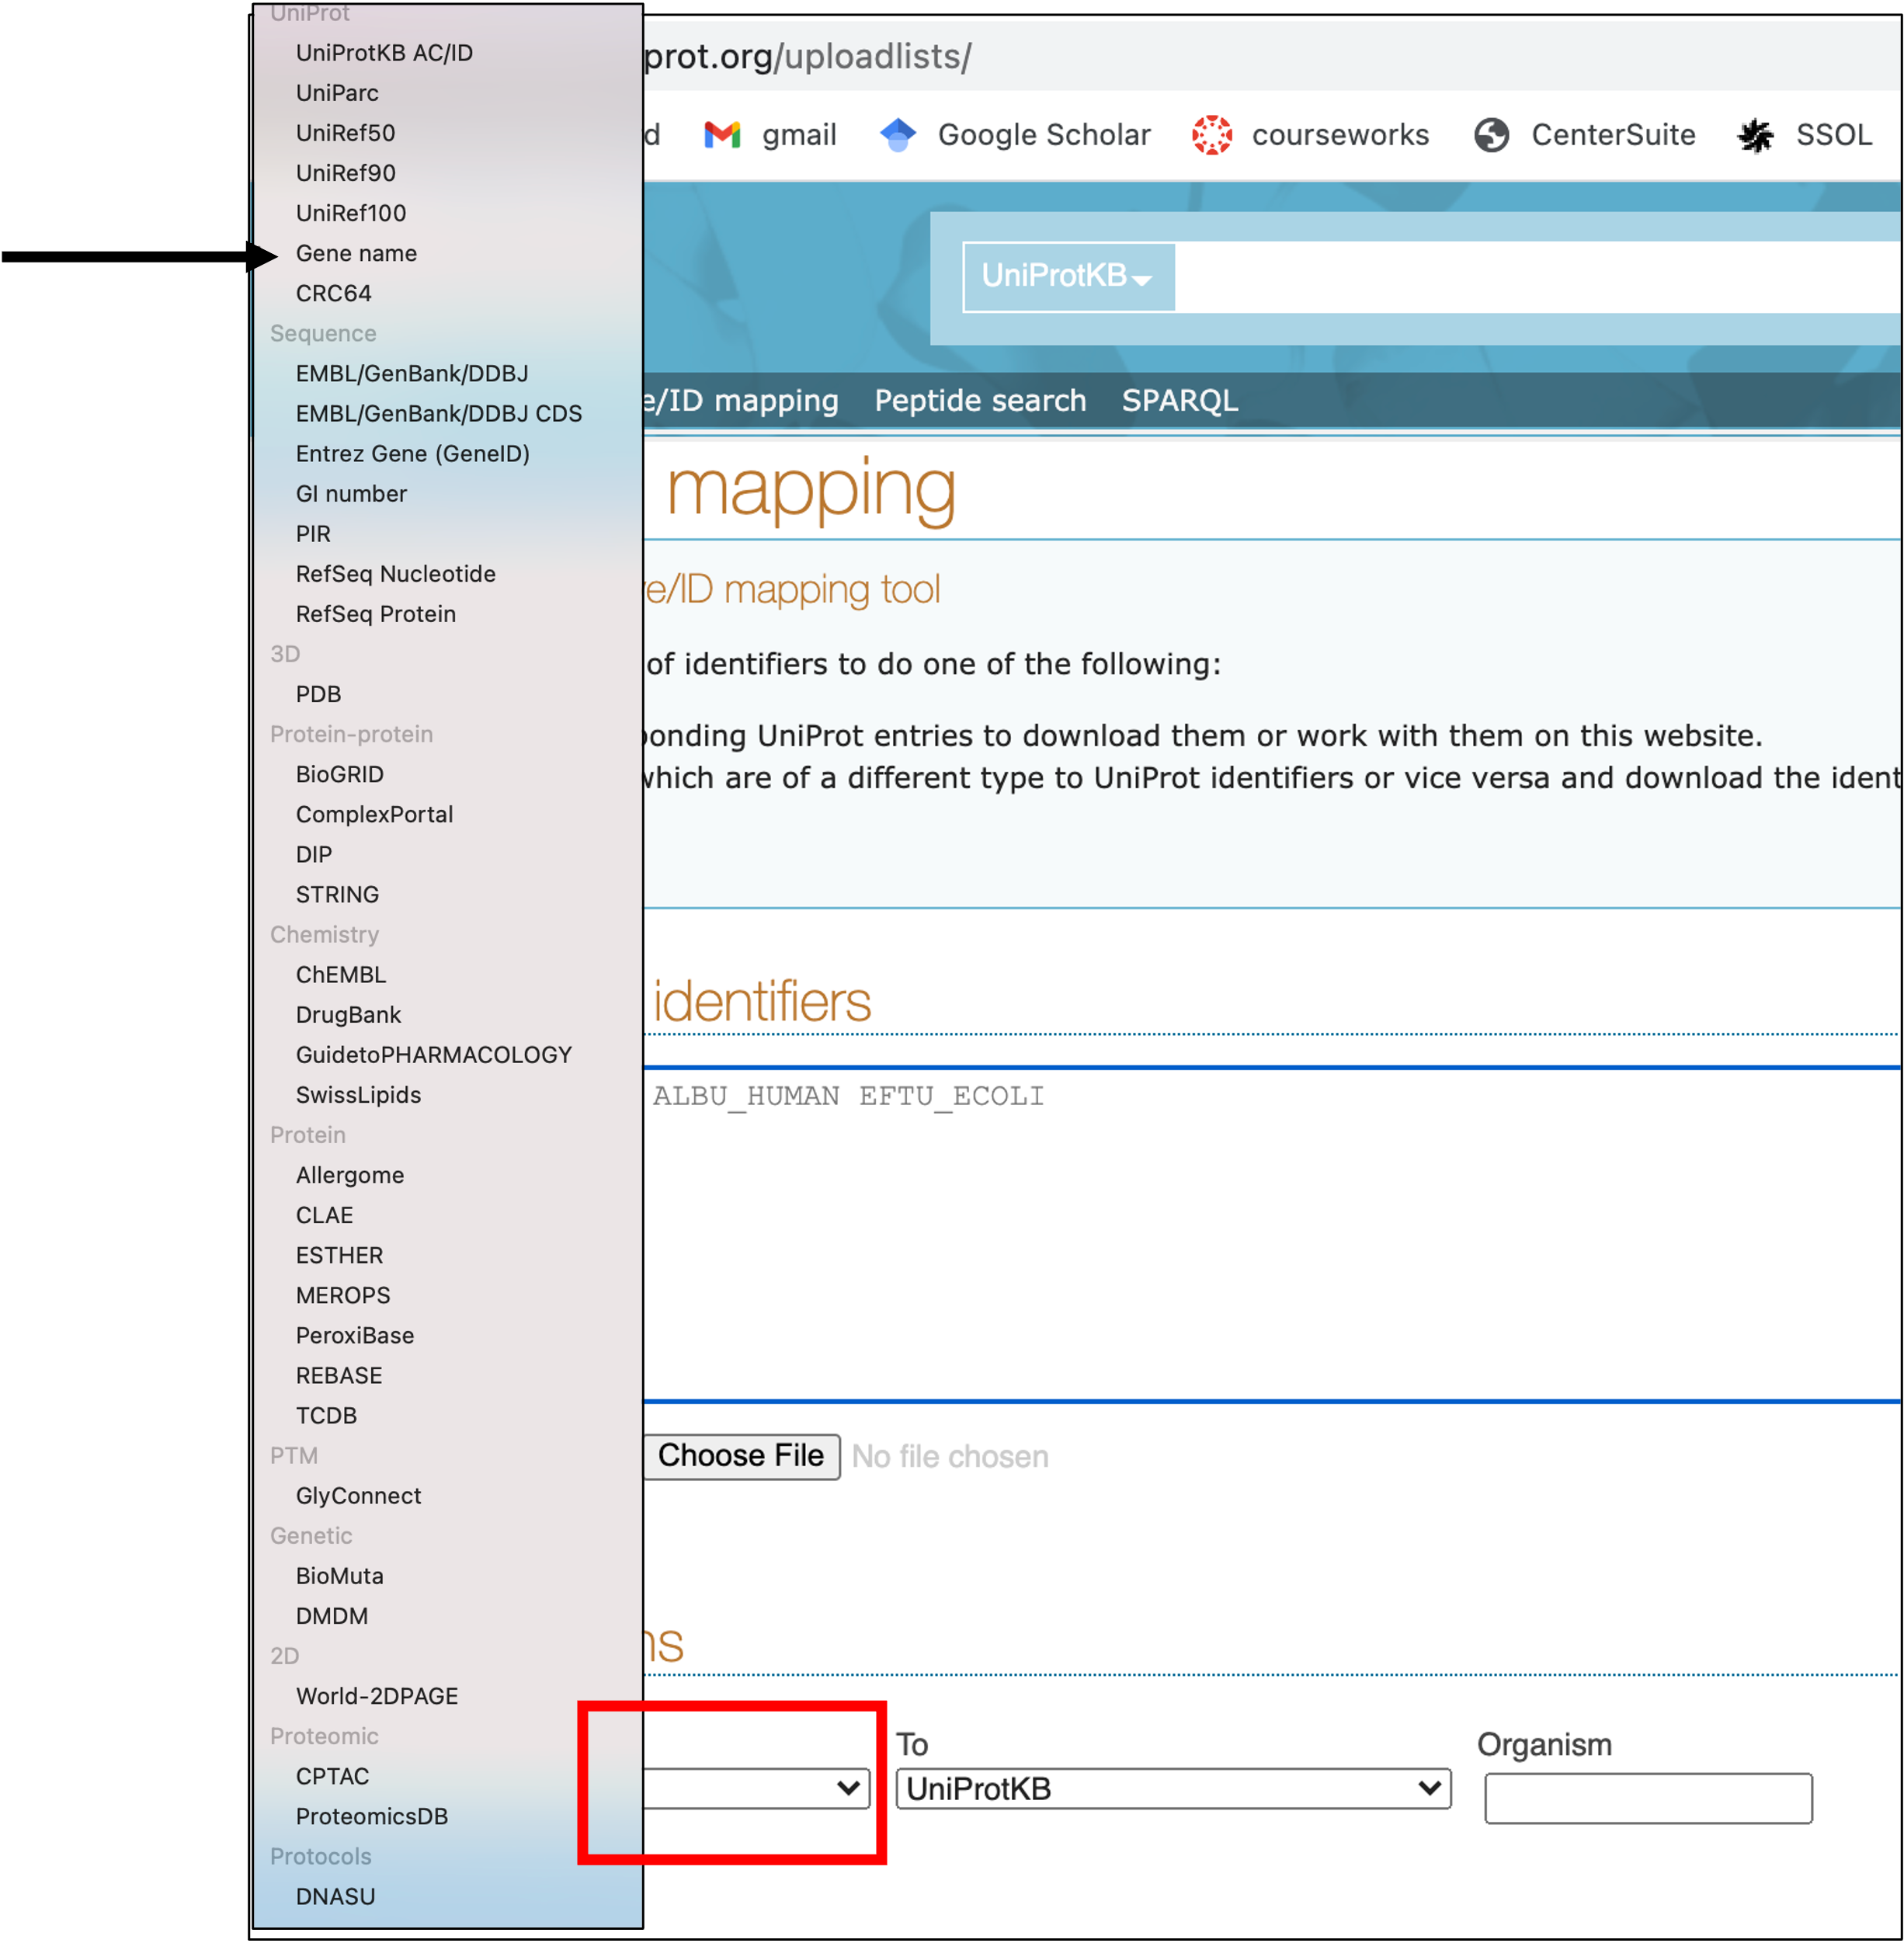 UniProt
UniProtKB AC/ID
UniParc
UniRef50
UniRef90
UniRef100
Gene name
CRC64
Sequence
EMBL/GenBank/DDBJ
EMBL/GenBank/DDBJ CDS
Entrez Gene (GeneID)
GI number
PIR
RefSeq Nucleotide
RefSeq Protein
3D
PDB
Protein-protein
BioGRID
ComplexPortal
DIP
STRING
Chemistry
ChEMBL
DrugBank
GuidetoPHARMACOLOGY
SwissLipids
Protein
Allergome
CLAE
ESTHER
MEROPS
PeroxiBase
REBASE
TCDB
PTM
GlyConnect
Genetic
BioMuta
DMDM
2D
World-2DPAGE
Proteomic
CPTAC
ProteomicsDB
Protocols
DNASU
prot.org/uploadlists/
d gmail Google Scholar courseworks CenterSuite SSOL
UniProtKB
e/ID mapping Peptide search SPARQL
mapping
e/ID mapping tool
of identifiers to do one of the following:
onding UniProt entries to download them or work with them on this website.
which are of a different type to UniProt identifiers or vice versa and download the ident
identifiers
ALBU_HUMAN EFTU_ECOLI
Choose File No file chosen
ns
To Organism
UniProtKB